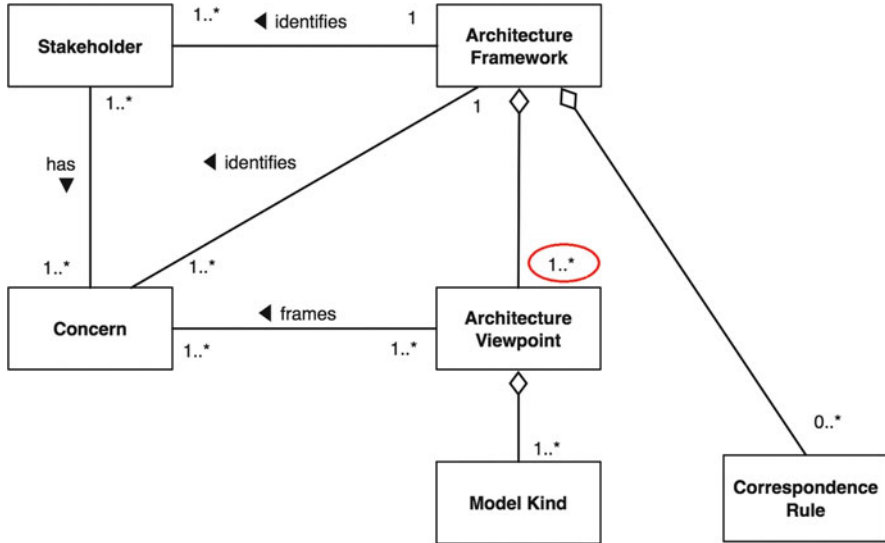 1..*
◀ identifies
1
Stakeholder
Architecture
Framework
1..*
1
has
▼
◀ identifies
1..*
1..*
1..*
Concern
◀ frames
Architecture
Viewpoint
1..*
1..*
1..*
0..*
Model Kind
Correspondence
Rule